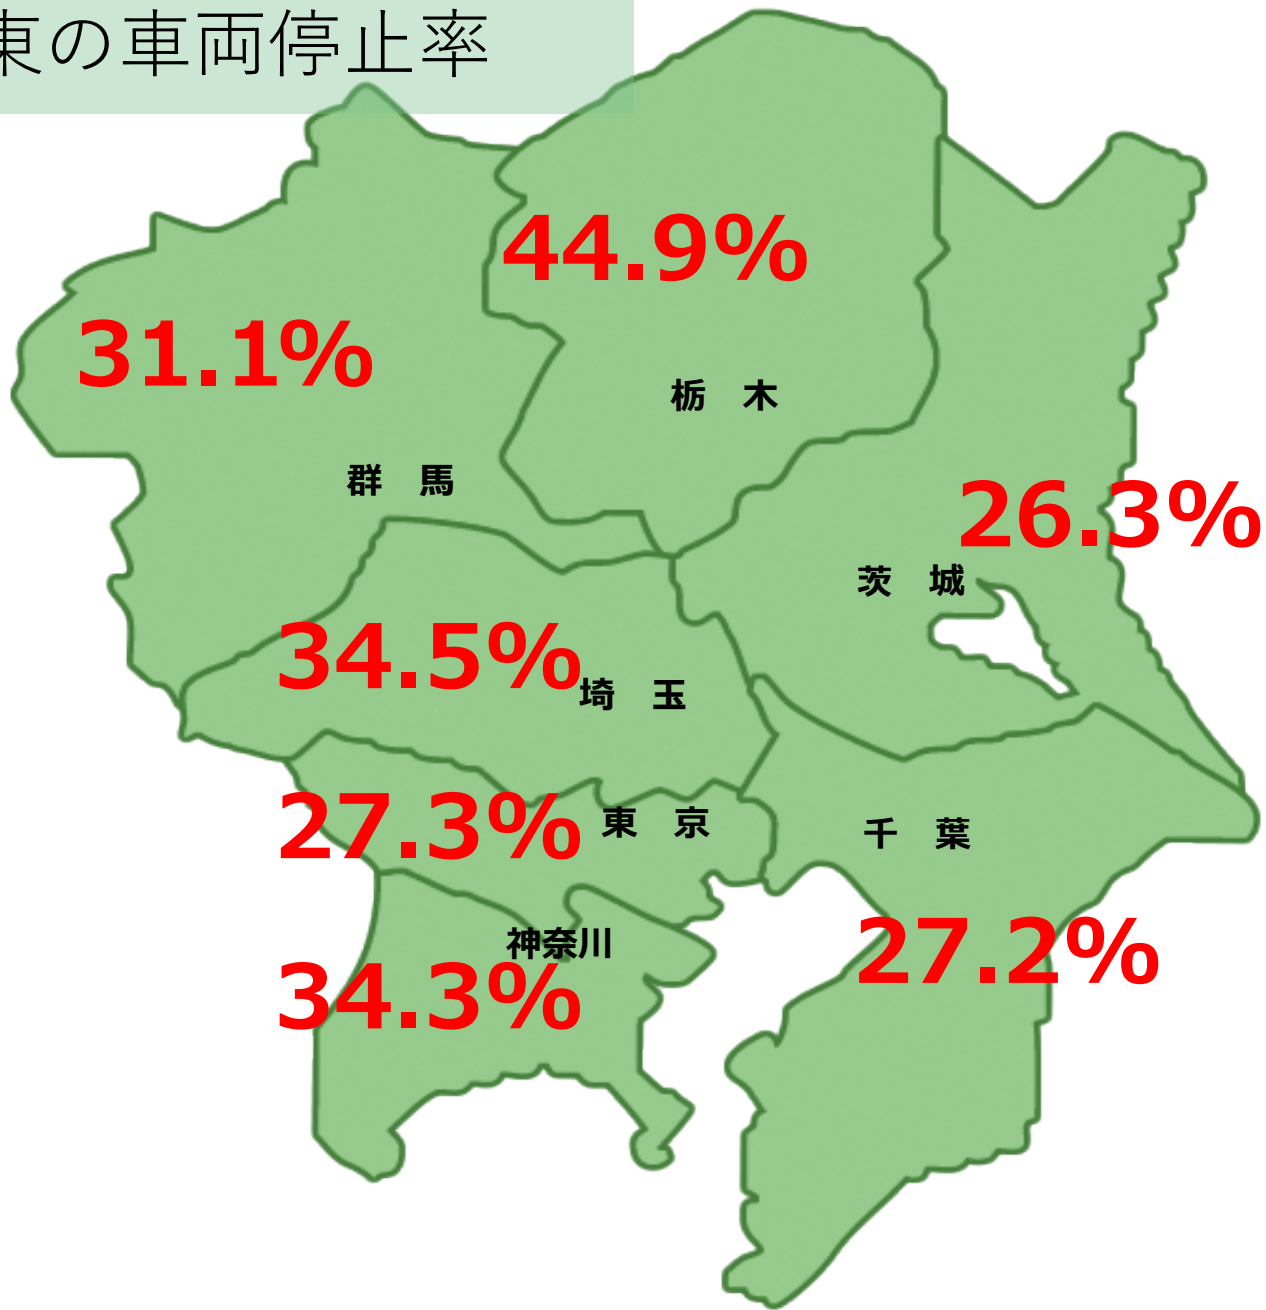 東の車両停止率
44.9%
31.1%
栃 木
群 馬
26.3%
茨 城
34.5%
埼 玉
27.3%
東 京
千 葉
神奈川
27.2%
34.3%